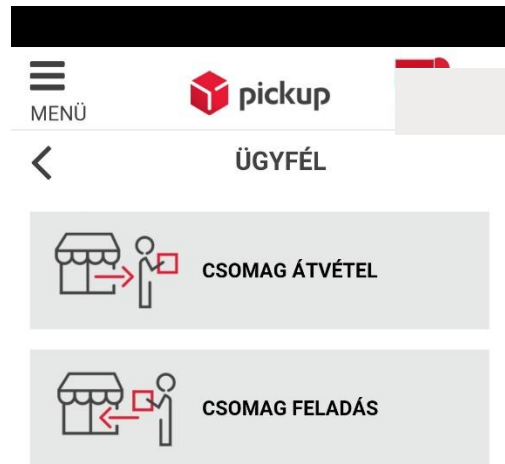 MENÜ
pickup
ÜGYFÉL
CSOMAG ÁTVÉTEL
CSOMAG FELADÁS